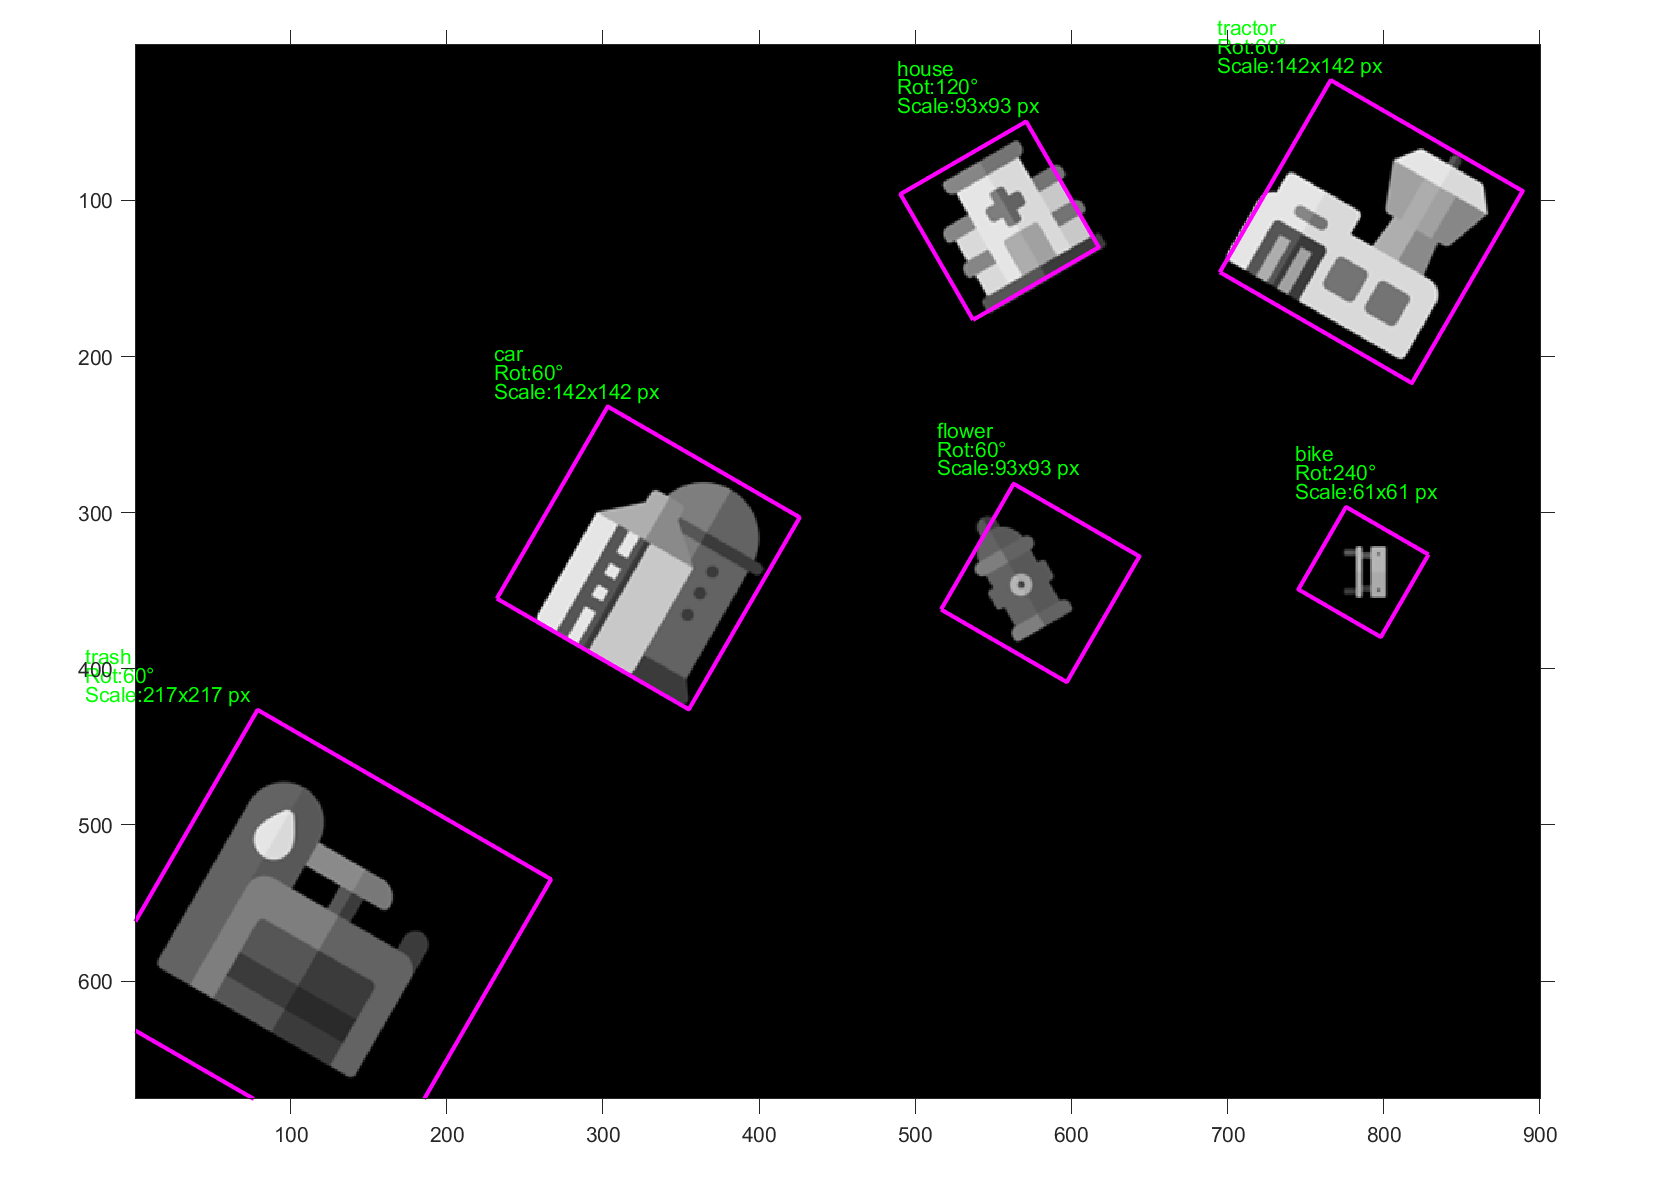 tractor
Rot:60°
Scale:142x142 px
house
Rot:120°
Scale:93x93 px
100
200
car
Rot:60°
Scale:142x142 px
flower
Rot:60°
Scale:93x93 px
bike
Rot:240°
Scale:61x61 px
300
trash
400
Rot:60°
Scale:217x217 px
500
600
100 200 300 400 500 600 700 800 900